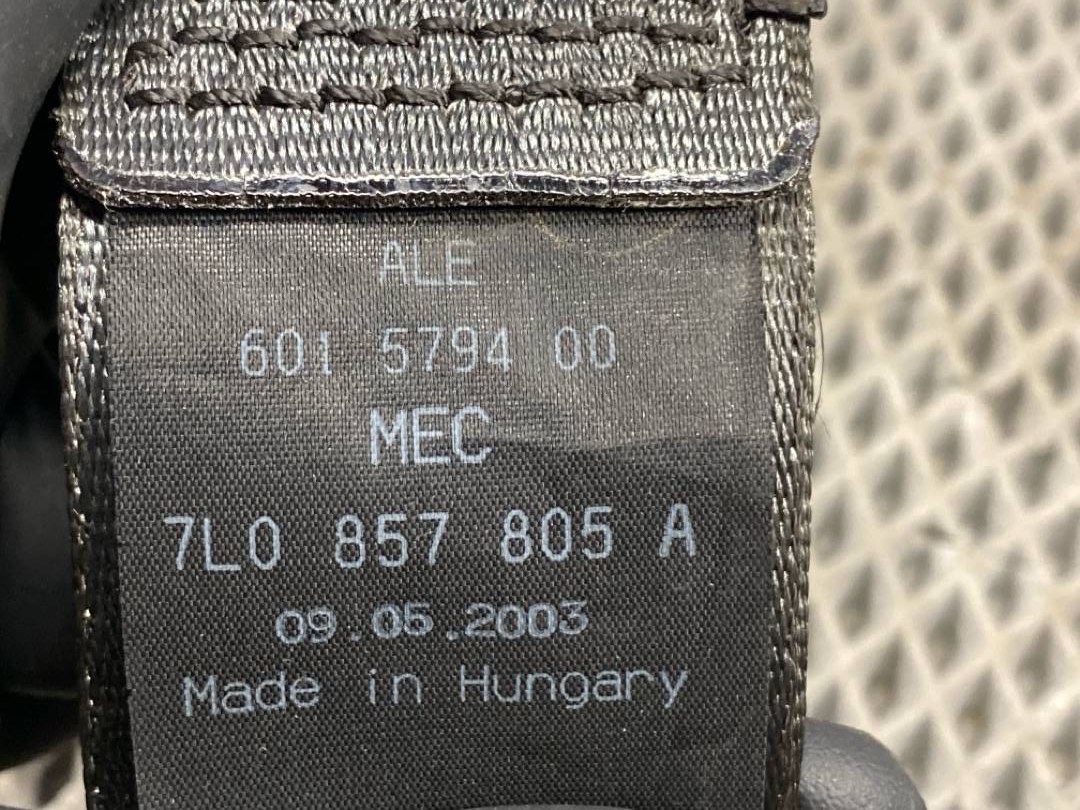 ALE
601 5794 00
MEC
7L0 857 805 A
09.05.2003
Made in Hungary